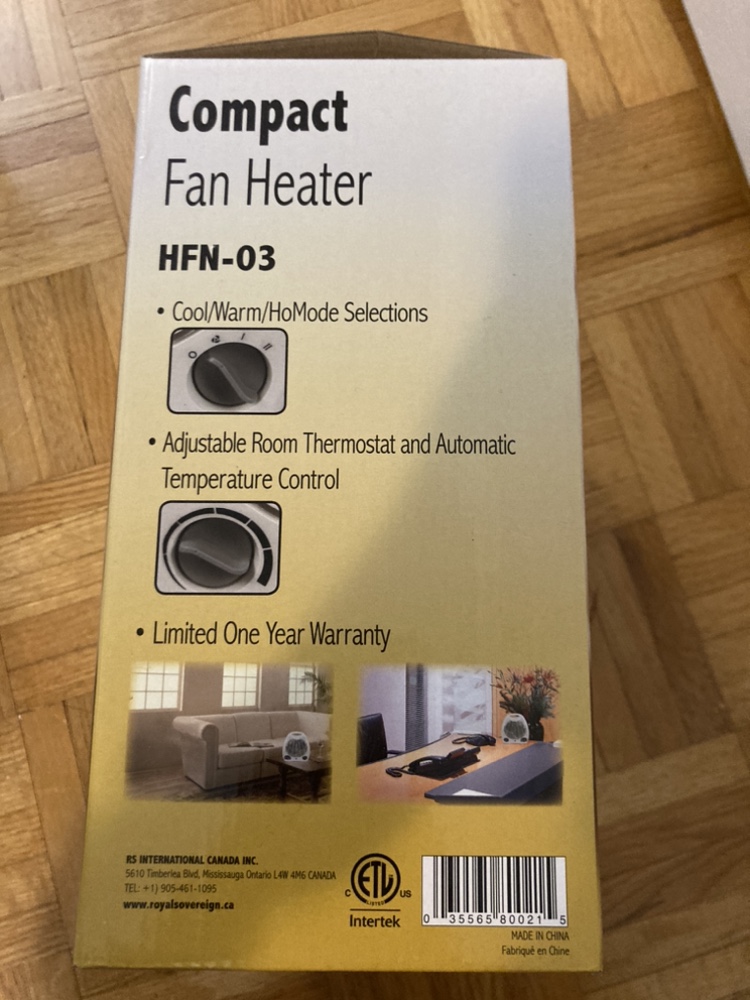 Compact
Fan Heater
HFN-03
• Cool/Warm/HoMode Selections
• Adjustable Room Thermostat and Automatic
Temperature Control
• Limited One Year Warranty
RS INTERNATIONAL CANADA INC.
5610 Timberlea Blvd, Mississauga Ontario L4W 4M6 CANADA
TEL: +1) 905-461-1095
www.royalsovereign.ca
C ETL US
LISTED
Intertek
0 35565 80021 5
MADE IN CHINA
Fabriqué en Chine